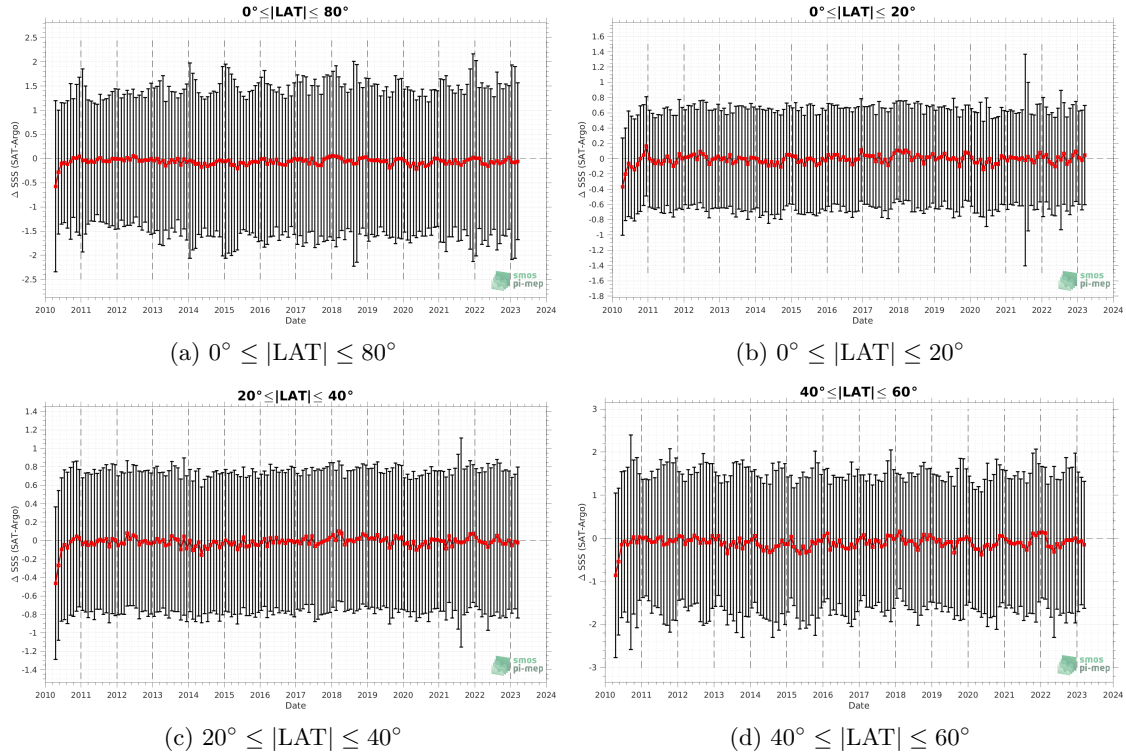 0°≤|LAT|≤ 80°
2.5
2
1.5
1
0.5
0
-0.5
-1
-1.5
-2
-2.5
Δ SSS (SAT-Argo)
2010 2011 2012 2013 2014 2015 2016 2017 2018 2019 2020 2021 2022 2023 2024
Date
smos
pi-mep
(a) 0° ≤ |LAT| ≤ 80°
0°≤|LAT|≤ 20°
1.6
1.4
1.2
1
0.8
0.6
0.4
0.2
0
-0.2
-0.4
-0.6
-0.8
-1
-1.2
-1.4
-1.6
-1.8
Δ SSS (SAT-Argo)
2010 2011 2012 2013 2014 2015 2016 2017 2018 2019 2020 2021 2022 2023 2024
Date
smos
pi-mep
(b) 0° ≤ |LAT| ≤ 20°
20°≤|LAT|≤ 40°
1.4
1.2
1
0.8
0.6
0.4
0.2
0
-0.2
-0.4
-0.6
-0.8
-1
-1.2
-1.4
Δ SSS (SAT-Argo)
2010 2011 2012 2013 2014 2015 2016 2017 2018 2019 2020 2021 2022 2023 2024
Date
smos
pi-mep
(c) 20° ≤ |LAT| ≤ 40°
40°≤|LAT|≤ 60°
3
2
1
0
-1
-2
-3
Δ SSS (SAT-Argo)
2010 2011 2012 2013 2014 2015 2016 2017 2018 2019 2020 2021 2022 2023 2024
Date
smos
pi-mep
(d) 40° ≤ |LAT| ≤ 60°